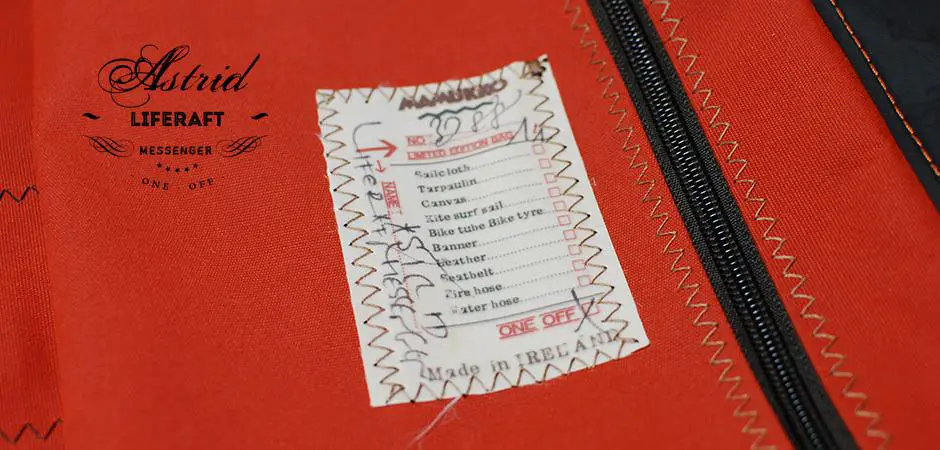 Astrid
LIFERAFT
MESSENGER
ONE - OFF
MAMUKKO
NO:
LIMITED EDITION BAG
NAME:
Sailcloth
Tarpaulin
Canvas
Kite surf sail
Bike tube Bike tyre
Banner
Leather
Seatbelt
Fire hose
Water hose
ONE OFF X
Made in IRELAND